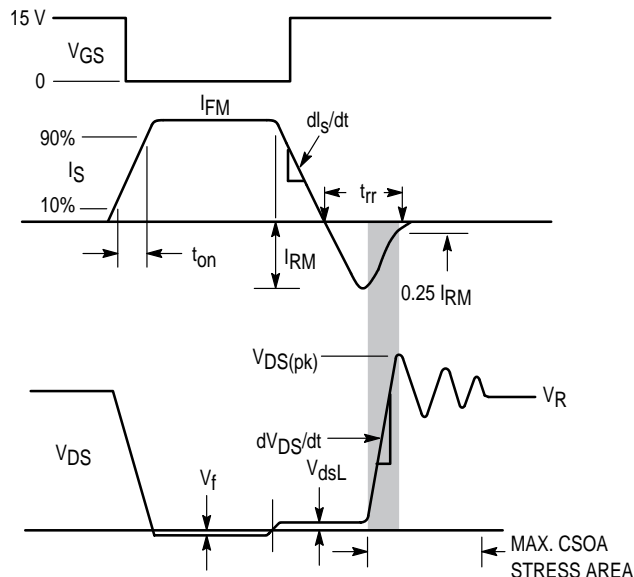 15 V
VGS
0
IFM
90%
dIs/dt
IS
trr
10%
ton
IRM
0.25 IRM
VDS(pk)
VR
dVDS/dt
VDS
Vf
VdsL
MAX. CSOA
STRESS AREA